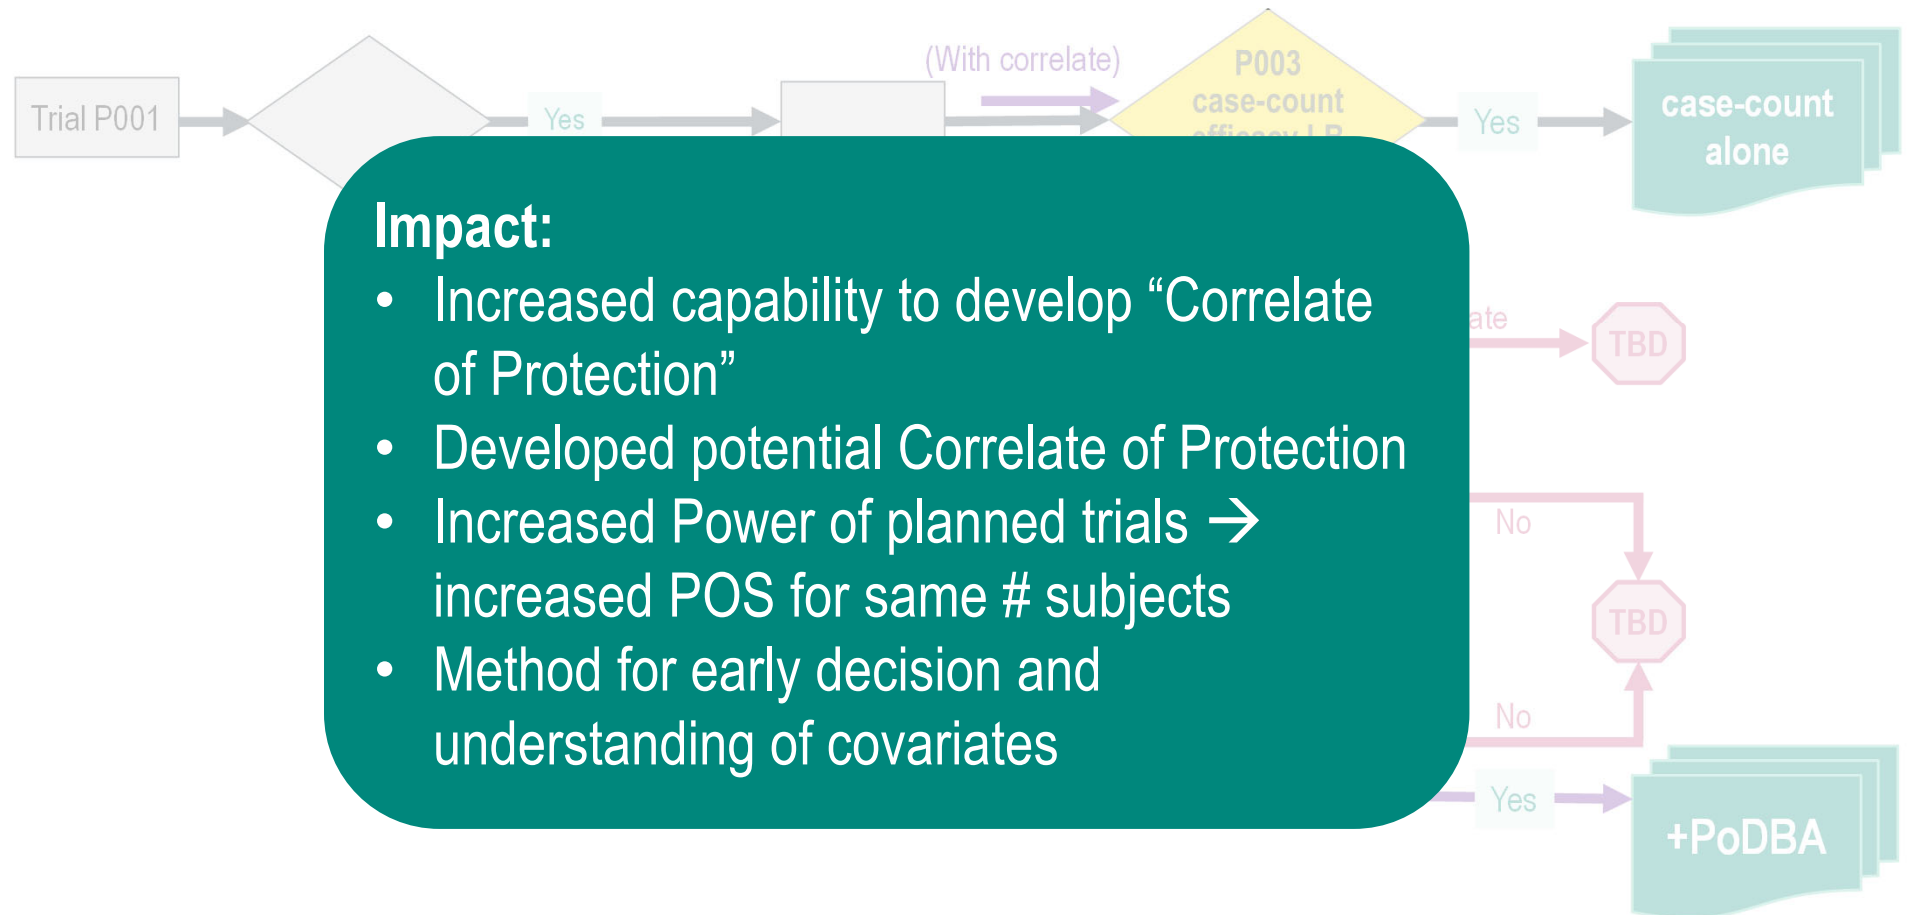 (With correlate)
P003
case-count
efficacy LB
Trial P001
Yes
Yes
case-count
alone
Impact:
• Increased capability to develop “Correlate
of Protection”
• Developed potential Correlate of Protection
• Increased Power of planned trials →
increased POS for same # subjects
• Method for early decision and
understanding of covariates
TBD
No
TBD
No
Yes
+PoDBA